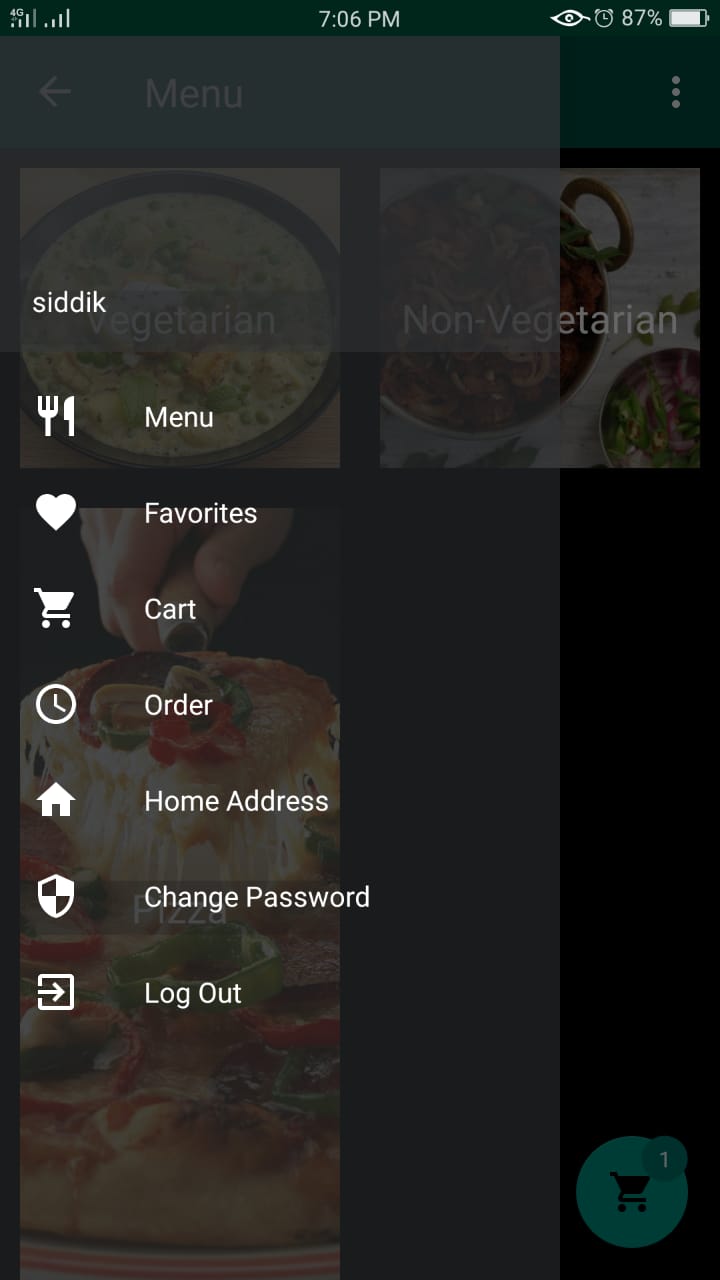 4G 7:06 PM 87%
Menu
Vegetarian
Non-Vegetarian
siddik
Menu
Favorites
Cart
Order
Home Address
Change Password
Pizza
Log Out
1